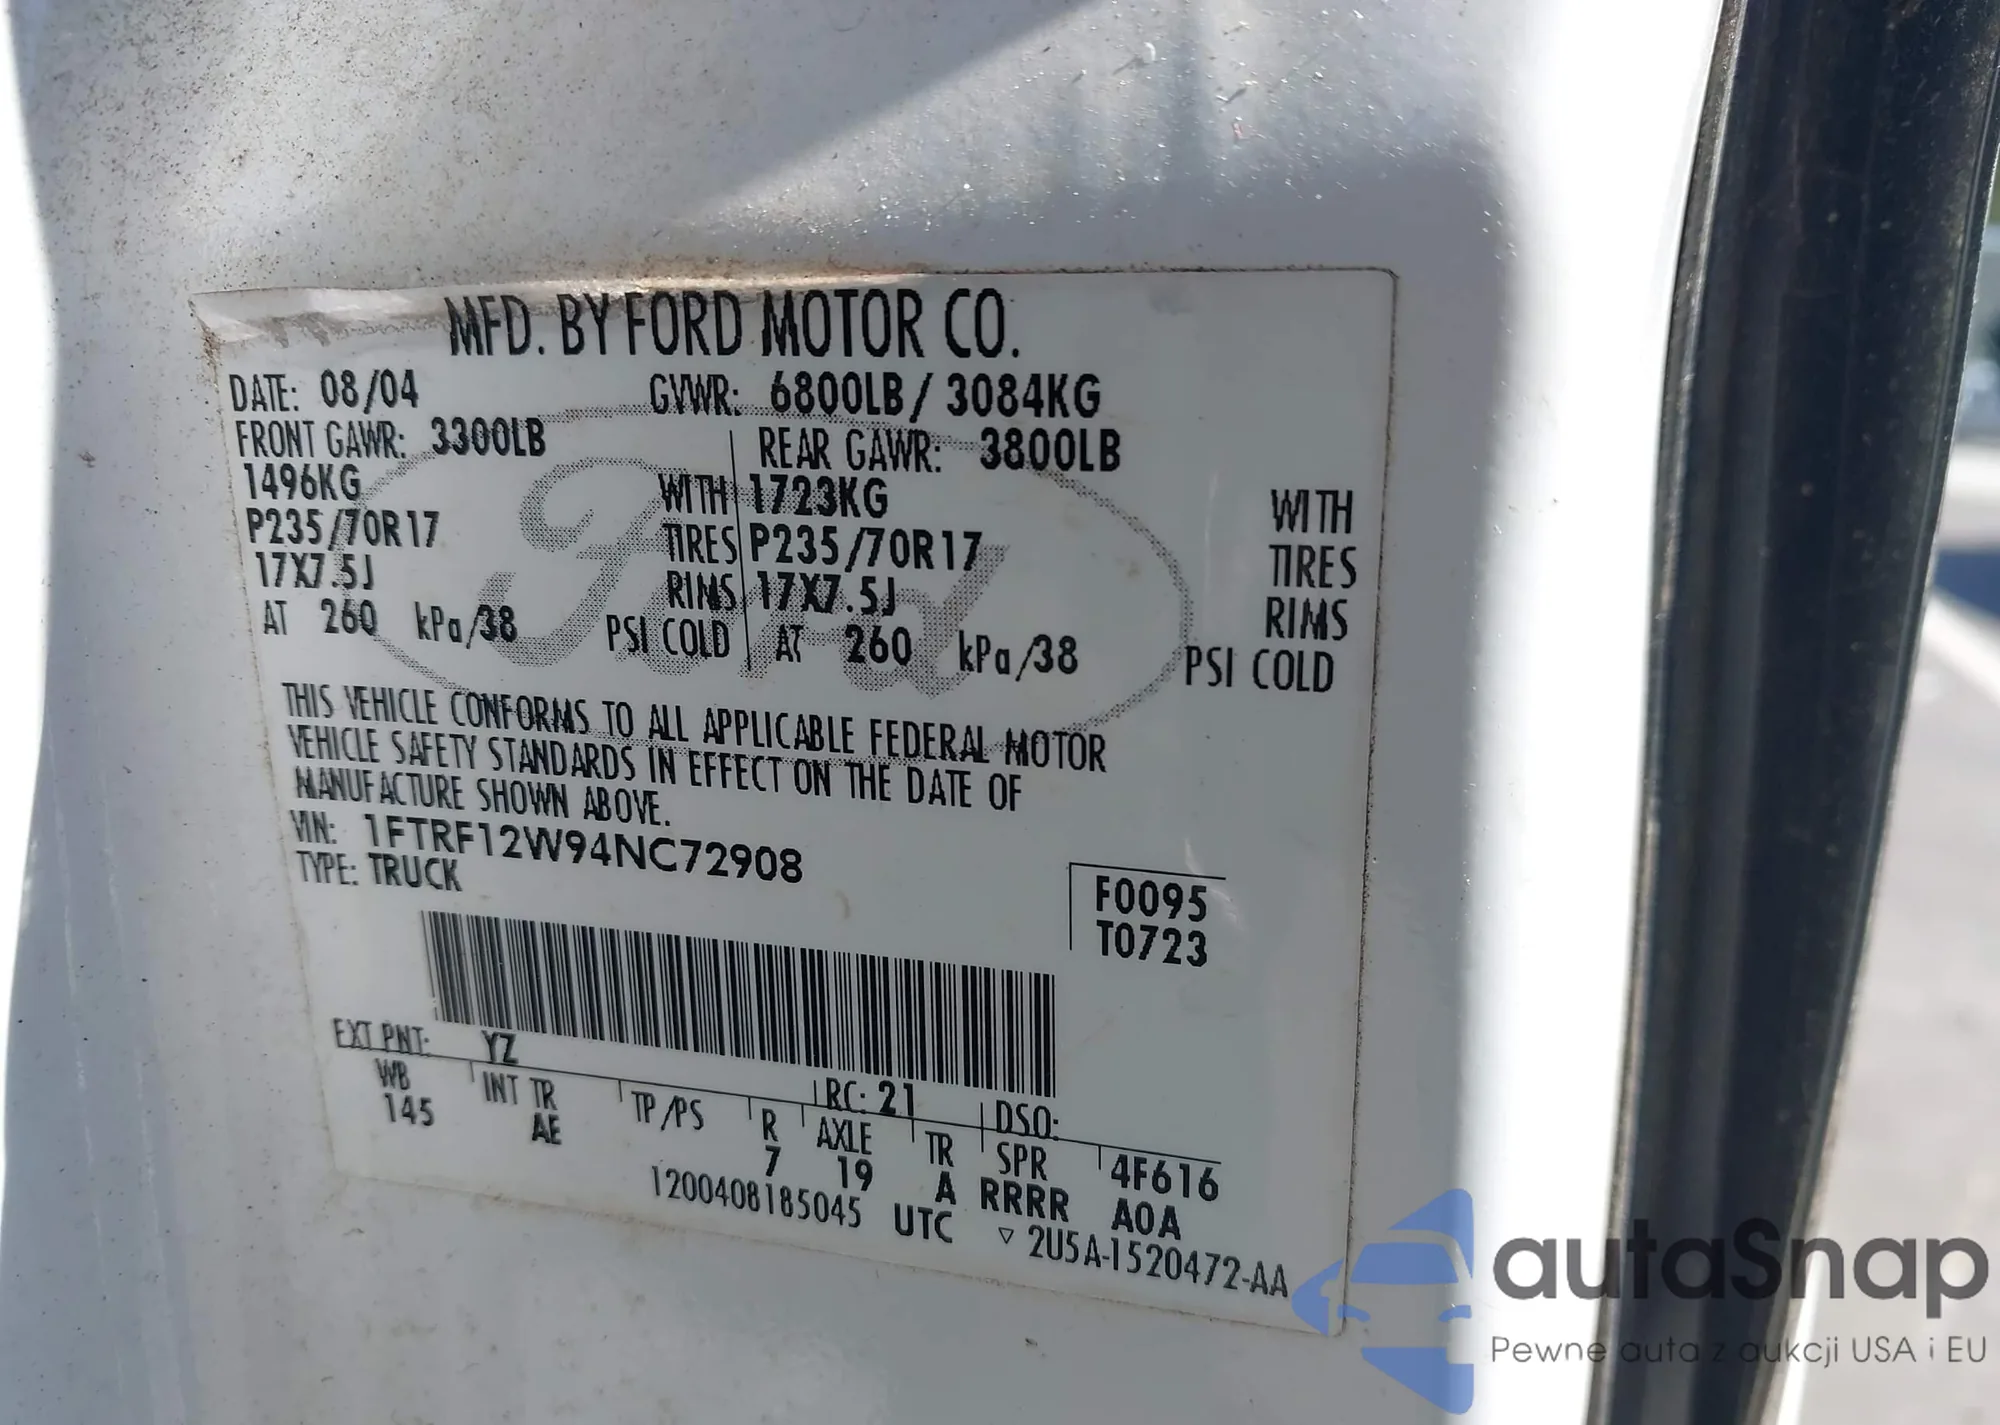 MFD. BY FORD MOTOR CO.
DATE: 08/04 GVWR: 6800LB / 3084KG
FRONT GAWR: 3300LB REAR GAWR: 3800LB
1496KG WITH 1723KG WITH
P235/70R17 TIRES P235/70R17 TIRES
17X7.5J RIMS 17X7.5J RIMS
AT 260 kPa/38 PSI COLD AT 260 kPa/38 PSI COLD
Ford
THIS VEHICLE CONFORMS TO ALL APPLICABLE FEDERAL MOTOR
VEHICLE SAFETY STANDARDS IN EFFECT ON THE DATE OF
MANUFACTURE SHOWN ABOVE.
VIN: 1FTRF12W94NC72908
TYPE: TRUCK
F0095
T0723
EXT PNT: YZ RC: 21 DSO:
WB INT TR TP/PS R AXLE TR SPR 4F616
145 AE 7 19 A RRRR A0A
1200408185045 UTC ▽ 2U5A-1520472-AA
autaSnap
Pewne auta z aukcji USA i EU